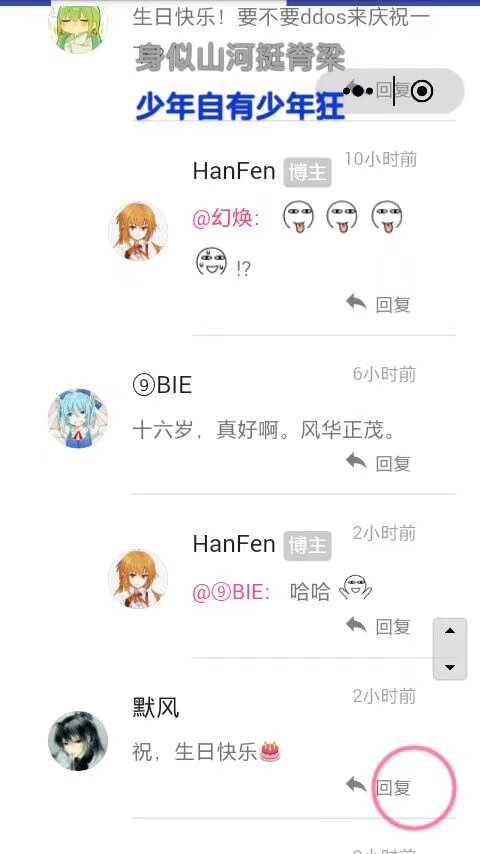 生日快乐！要不要ddos来庆祝一
身似山河挺脊梁
回复
少年自有少年狂
HanFen 博主 10小时前
@幻焕:
!?
回复
⑨BIE 6小时前
十六岁，真好啊。风华正茂。
回复
HanFen 博主 2小时前
@⑨BIE: 哈哈
回复
默风 2小时前
祝，生日快乐🎂
回复